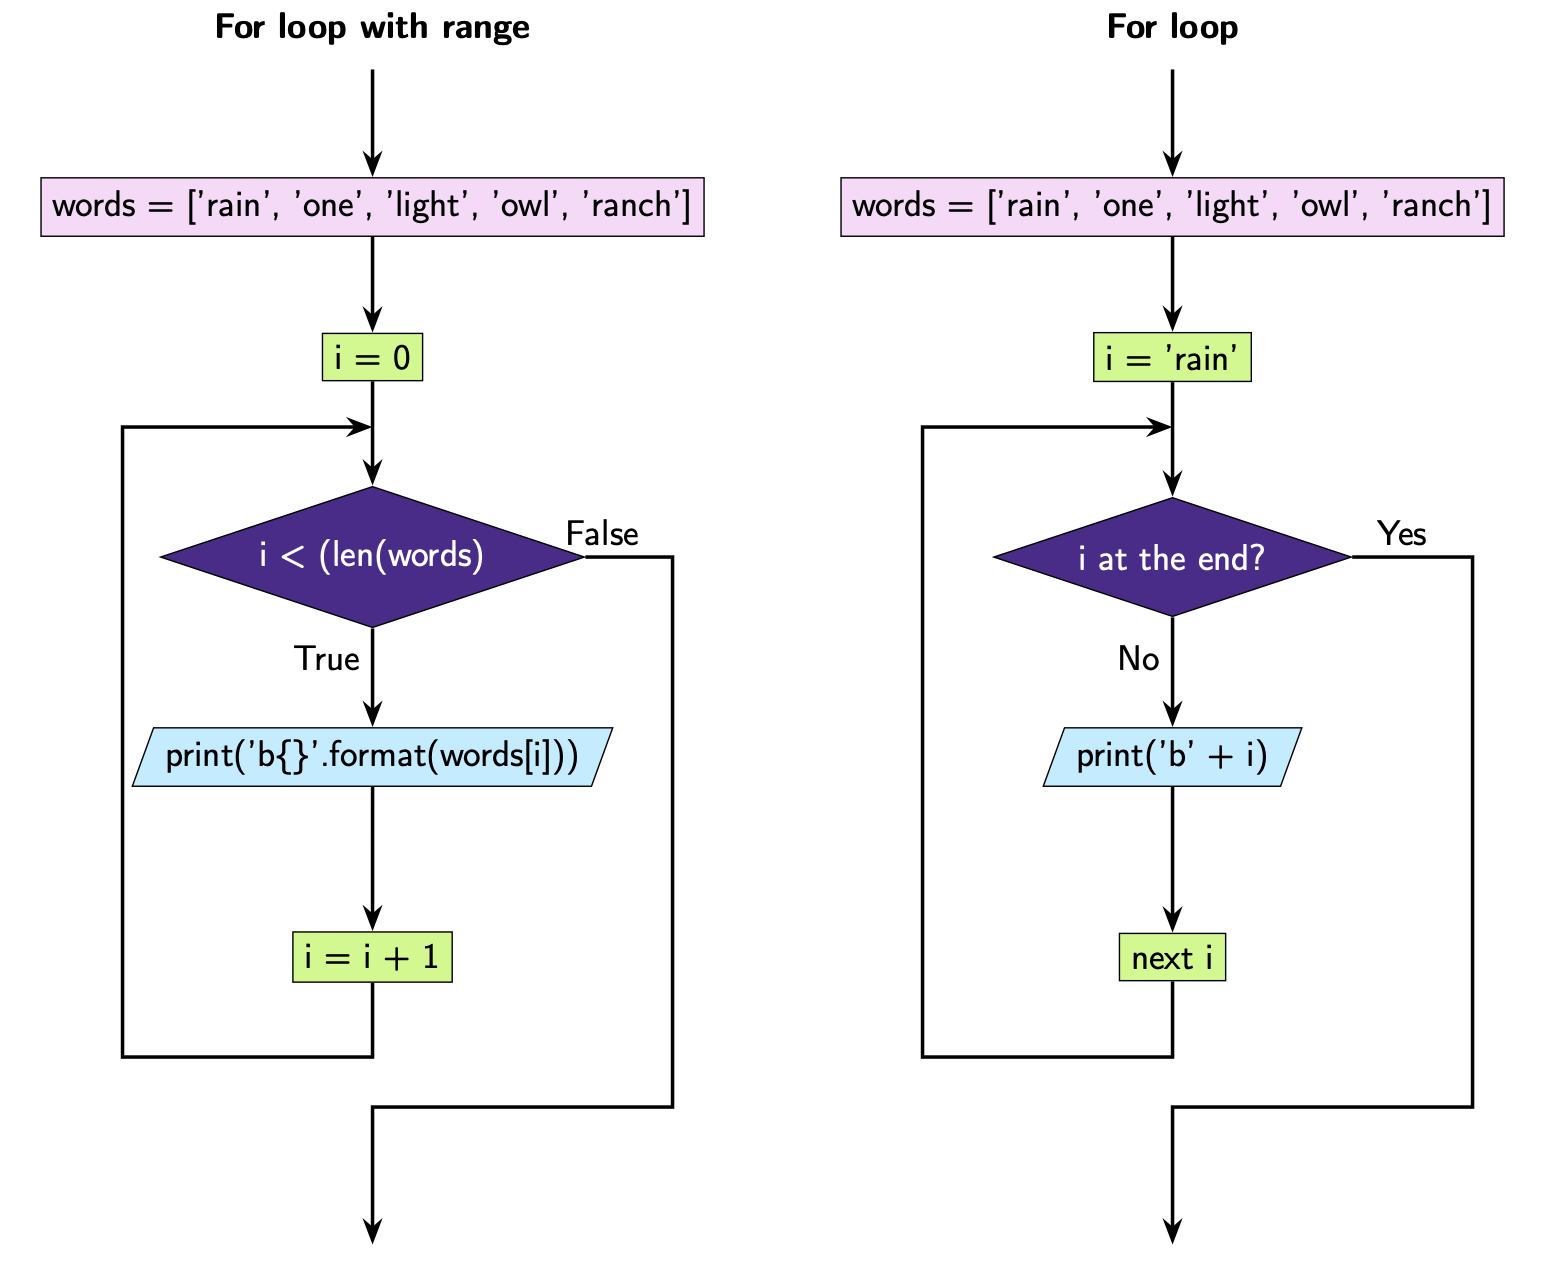 For loop with range
words = ['rain', 'one', 'light', 'owl', 'ranch']
i = 0
i < (len(words)
False
True
print('b{}'.format(words[i]))
i = i + 1
For loop
words = ['rain', 'one', 'light', 'owl', 'ranch']
i = 'rain'
i at the end?
Yes
No
print('b' + i)
next i